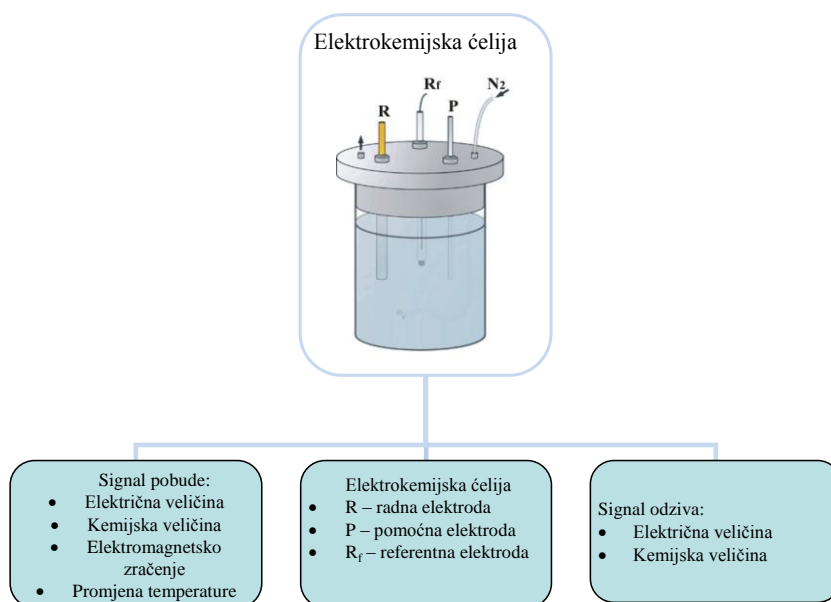 Elektrokemijska ćelija
R
Rf
P
N2
Signal pobude:
• Električna veličina
• Kemijska veličina
• Elektromagnetsko
zračenje
• Promjena temperature
Elektrokemijska ćelija
• R – radna elektroda
• P – pomoćna elektroda
• Rf – referentna elektroda
Signal odziva:
• Električna veličina
• Kemijska veličina